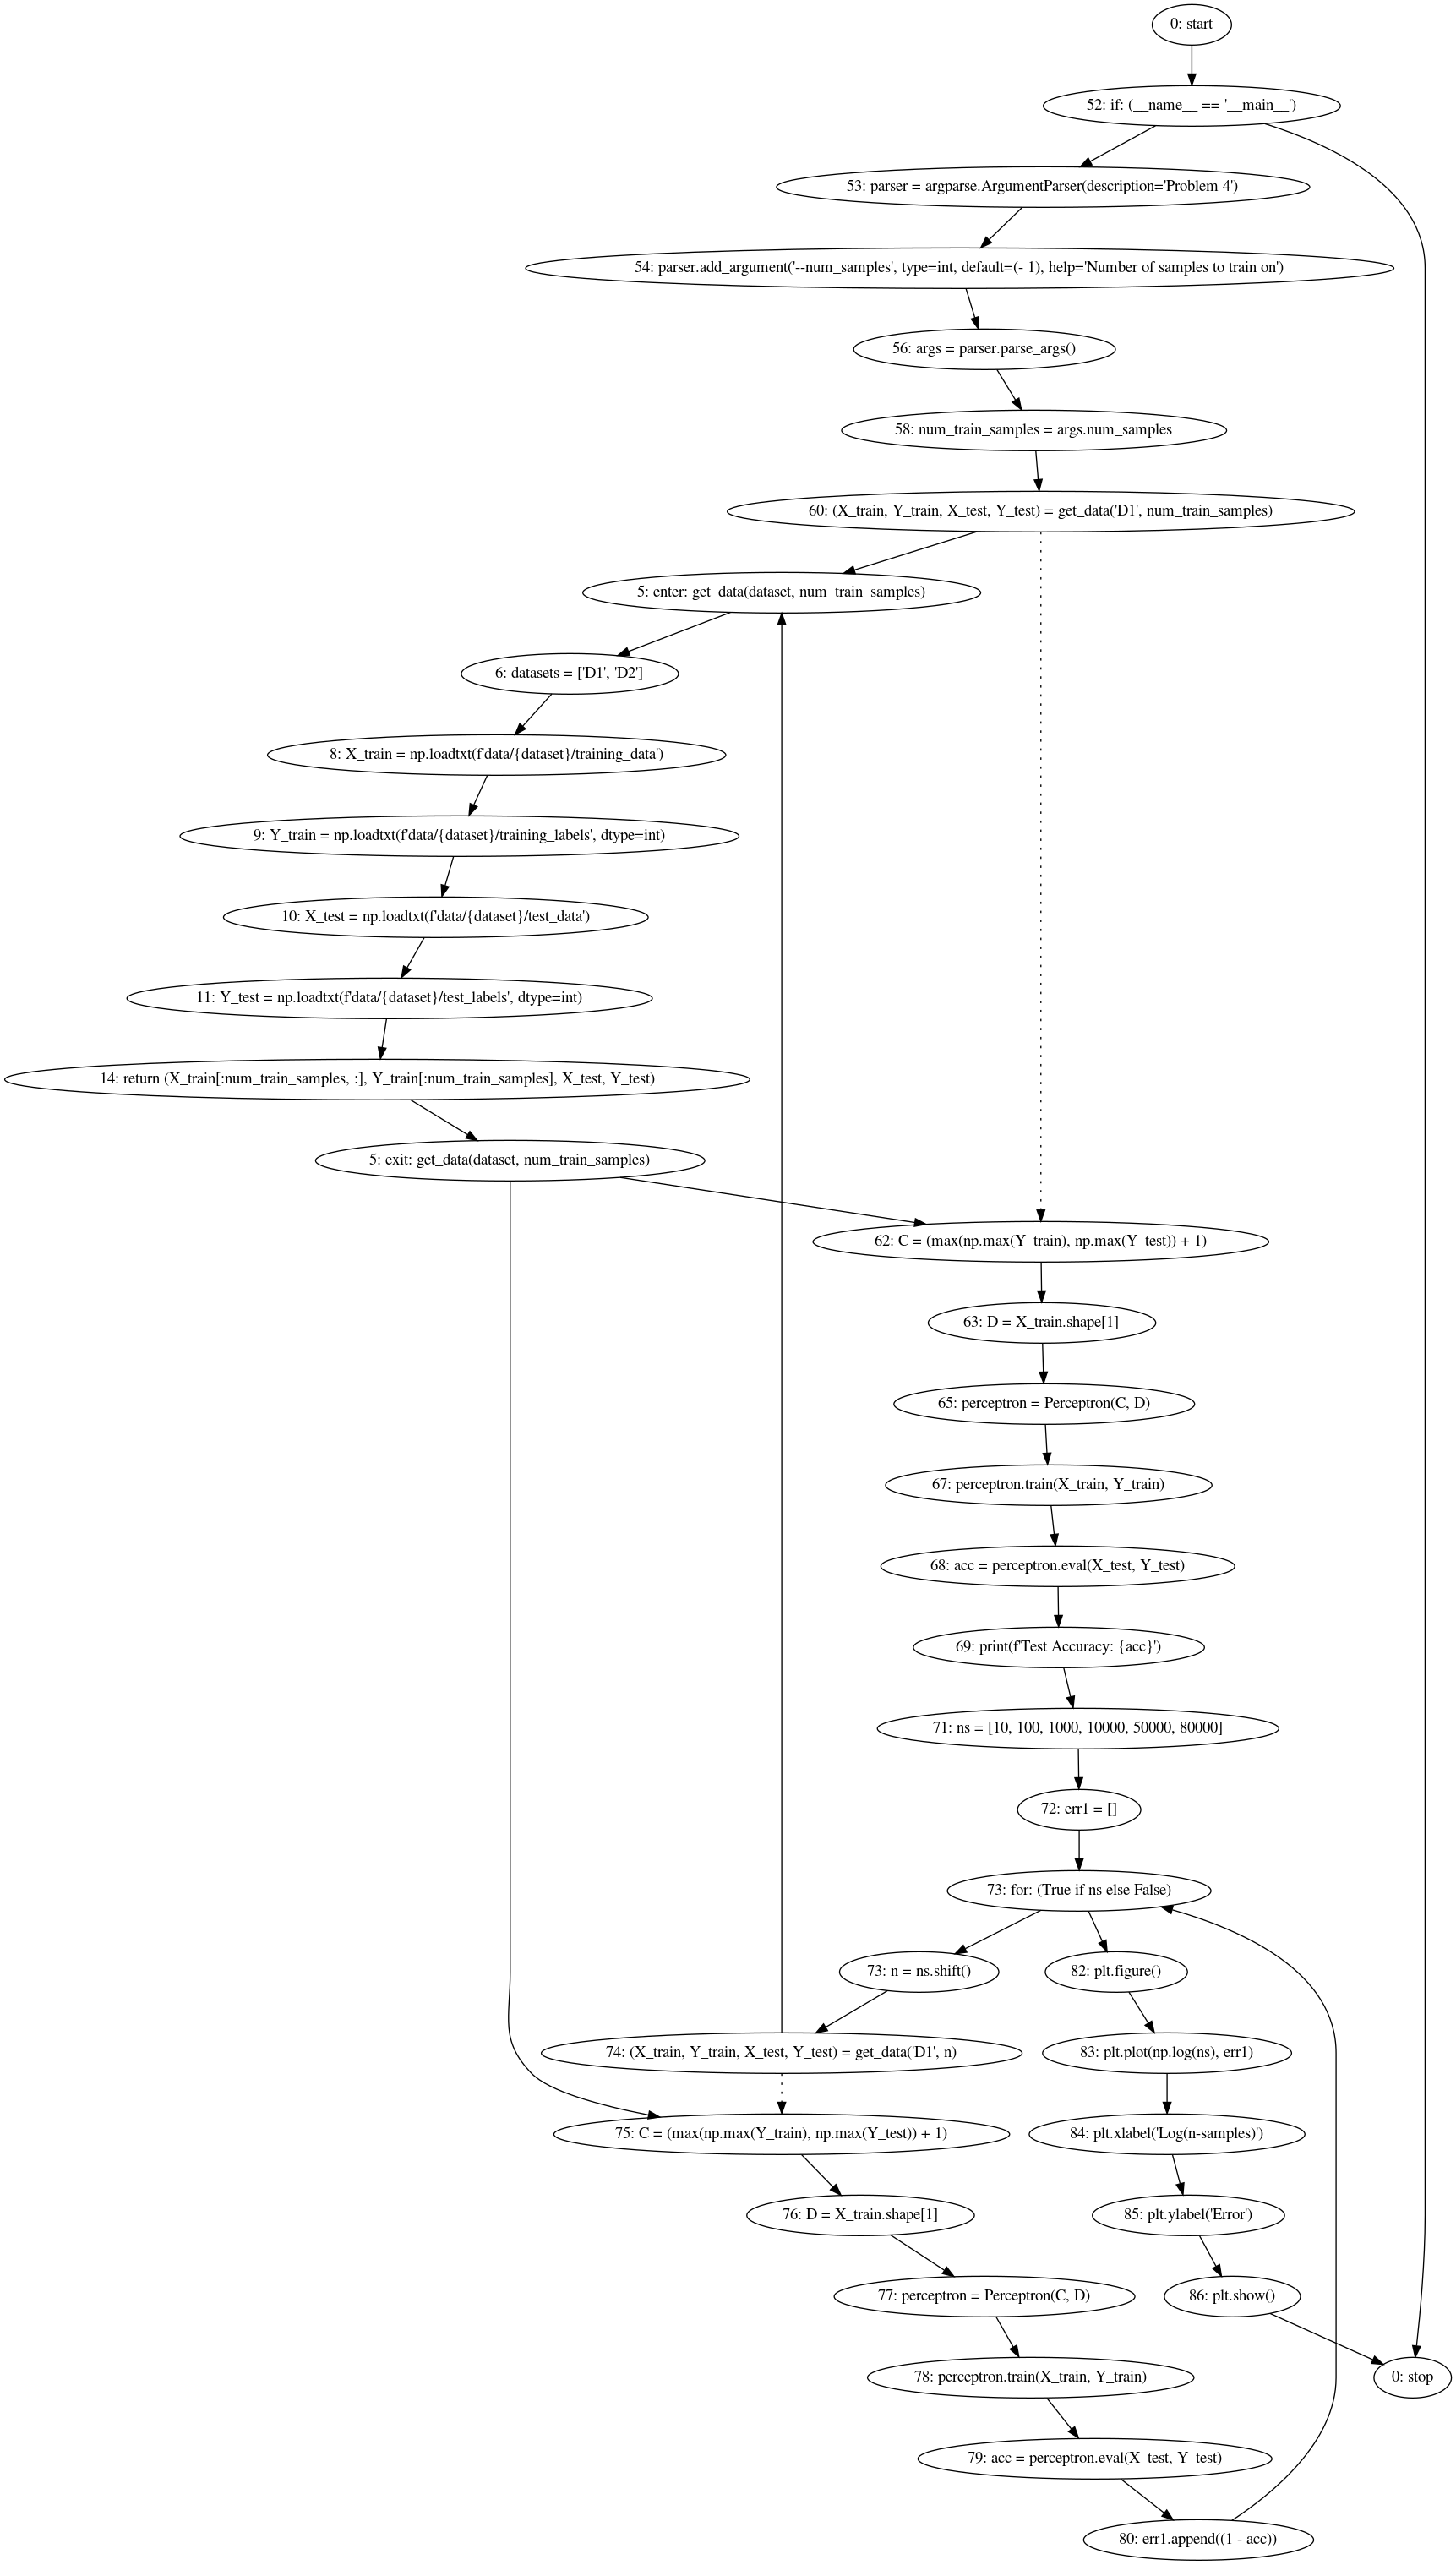 0: start
52: if: (__name__ == '__main__')
53: parser = argparse.ArgumentParser(description='Problem 4')
54: parser.add_argument('--num_samples', type=int, default=(- 1), help='Number of samples to train on')
56: args = parser.parse_args()
58: num_train_samples = args.num_samples
60: (X_train, Y_train, X_test, Y_test) = get_data('D1', num_train_samples)
5: enter: get_data(dataset, num_train_samples)
6: datasets = ['D1', 'D2']
8: X_train = np.loadtxt(f'data/{dataset}/training_data')
9: Y_train = np.loadtxt(f'data/{dataset}/training_labels', dtype=int)
10: X_test = np.loadtxt(f'data/{dataset}/test_data')
11: Y_test = np.loadtxt(f'data/{dataset}/test_labels', dtype=int)
14: return (X_train[:num_train_samples, :], Y_train[:num_train_samples], X_test, Y_test)
5: exit: get_data(dataset, num_train_samples)
62: C = (max(np.max(Y_train), np.max(Y_test)) + 1)
63: D = X_train.shape[1]
65: perceptron = Perceptron(C, D)
67: perceptron.train(X_train, Y_train)
68: acc = perceptron.eval(X_test, Y_test)
69: print(f'Test Accuracy: {acc}')
71: ns = [10, 100, 1000, 10000, 50000, 80000]
72: err1 = []
73: for: (True if ns else False)
73: n = ns.shift()
82: plt.figure()
74: (X_train, Y_train, X_test, Y_test) = get_data('D1', n)
83: plt.plot(np.log(ns), err1)
75: C = (max(np.max(Y_train), np.max(Y_test)) + 1)
84: plt.xlabel('Log(n-samples)')
76: D = X_train.shape[1]
85: plt.ylabel('Error')
77: perceptron = Perceptron(C, D)
86: plt.show()
78: perceptron.train(X_train, Y_train)
0: stop
79: acc = perceptron.eval(X_test, Y_test)
80: err1.append((1 - acc))